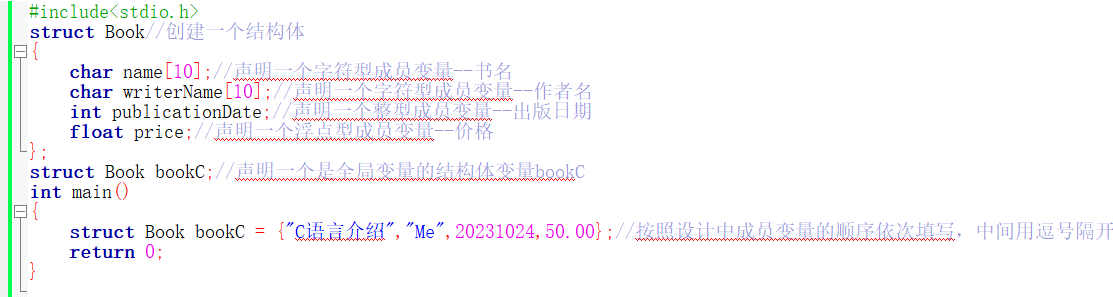 #include<stdio.h>
struct Book//创建一个结构体
{
    char name[10];//声明一个字符型成员变量--书名
    char writerName[10];//声明一个字符型成员变量--作者名
    int publicationDate;//声明一个整型成员变量--出版日期
    float price;//声明一个浮点型成员变量--价格
};
struct Book bookC;//声明一个是全局变量的结构体变量bookC
int main()
{
    struct Book bookC = {"C语言介绍","Me",20231024,50.00};//按照设计中成员变量的顺序依次填写，中间用逗号隔开
    return 0;
}